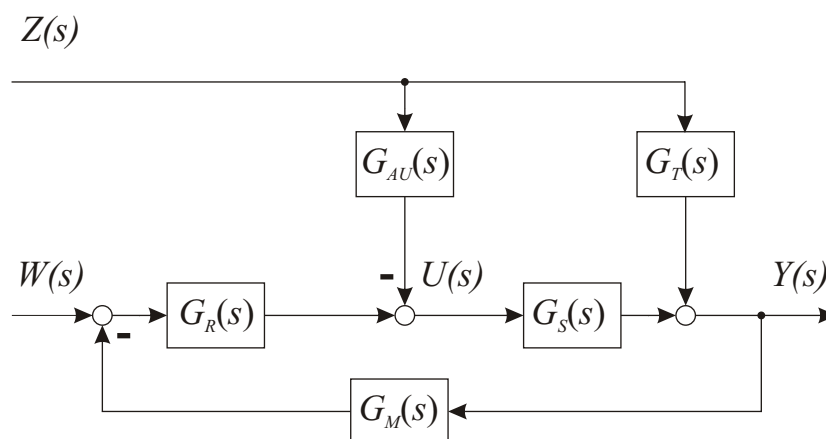 Z(s)
G_AU(s)
G_T(s)
W(s)
-
U(s)
Y(s)
G_R(s)
G_S(s)
-
G_M(s)